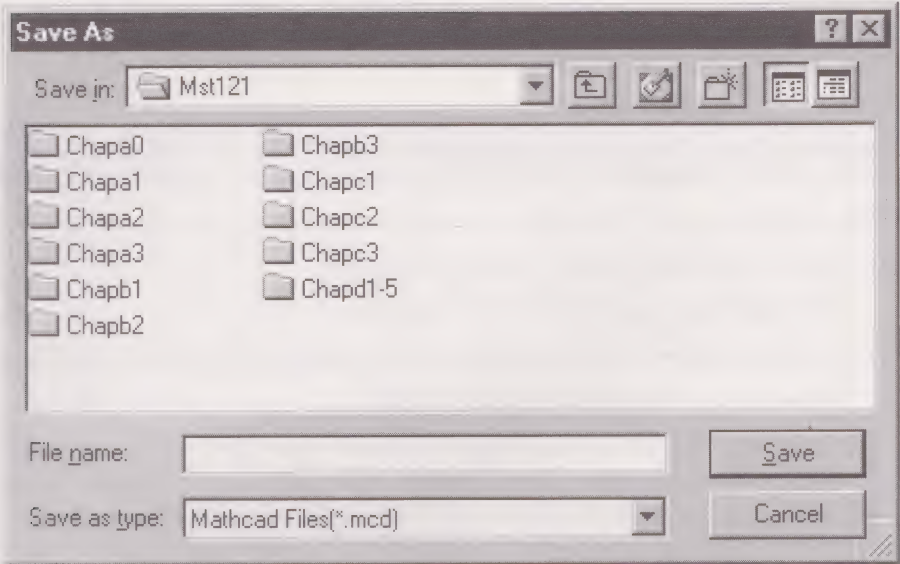 Save As
Save in: Mst121
Chapa0
Chapa1
Chapa2
Chapa3
Chapb1
Chapb2
Chapb3
Chapc1
Chapc2
Chapc3
Chapd1-5
File name:
Save
Save as type: Mathcad Files(*.mcd)
Cancel